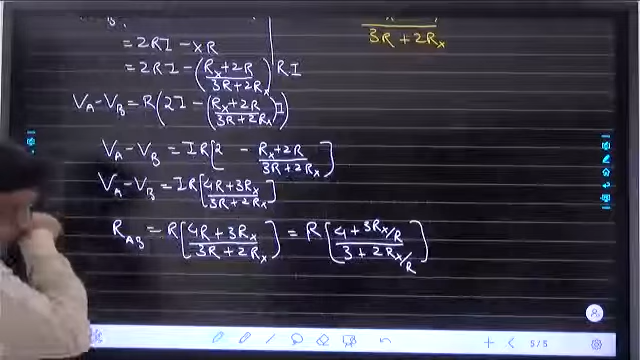 3R + 2Rx
= 2RI - xR
= 2RI - (Rx+2R / 3R+2Rx) RI
VA - VB = R(2I - (Rx+2R / 3R+2Rx)I)
VA - VB = IR[2 - Rx+2R / 3R+2Rx]
VA - VB = IR[4R+3Rx / 3R+2Rx]
RAB = R[4R+3Rx / 3R+2Rx] = R[4+3Rx/R / 3+2Rx/R]